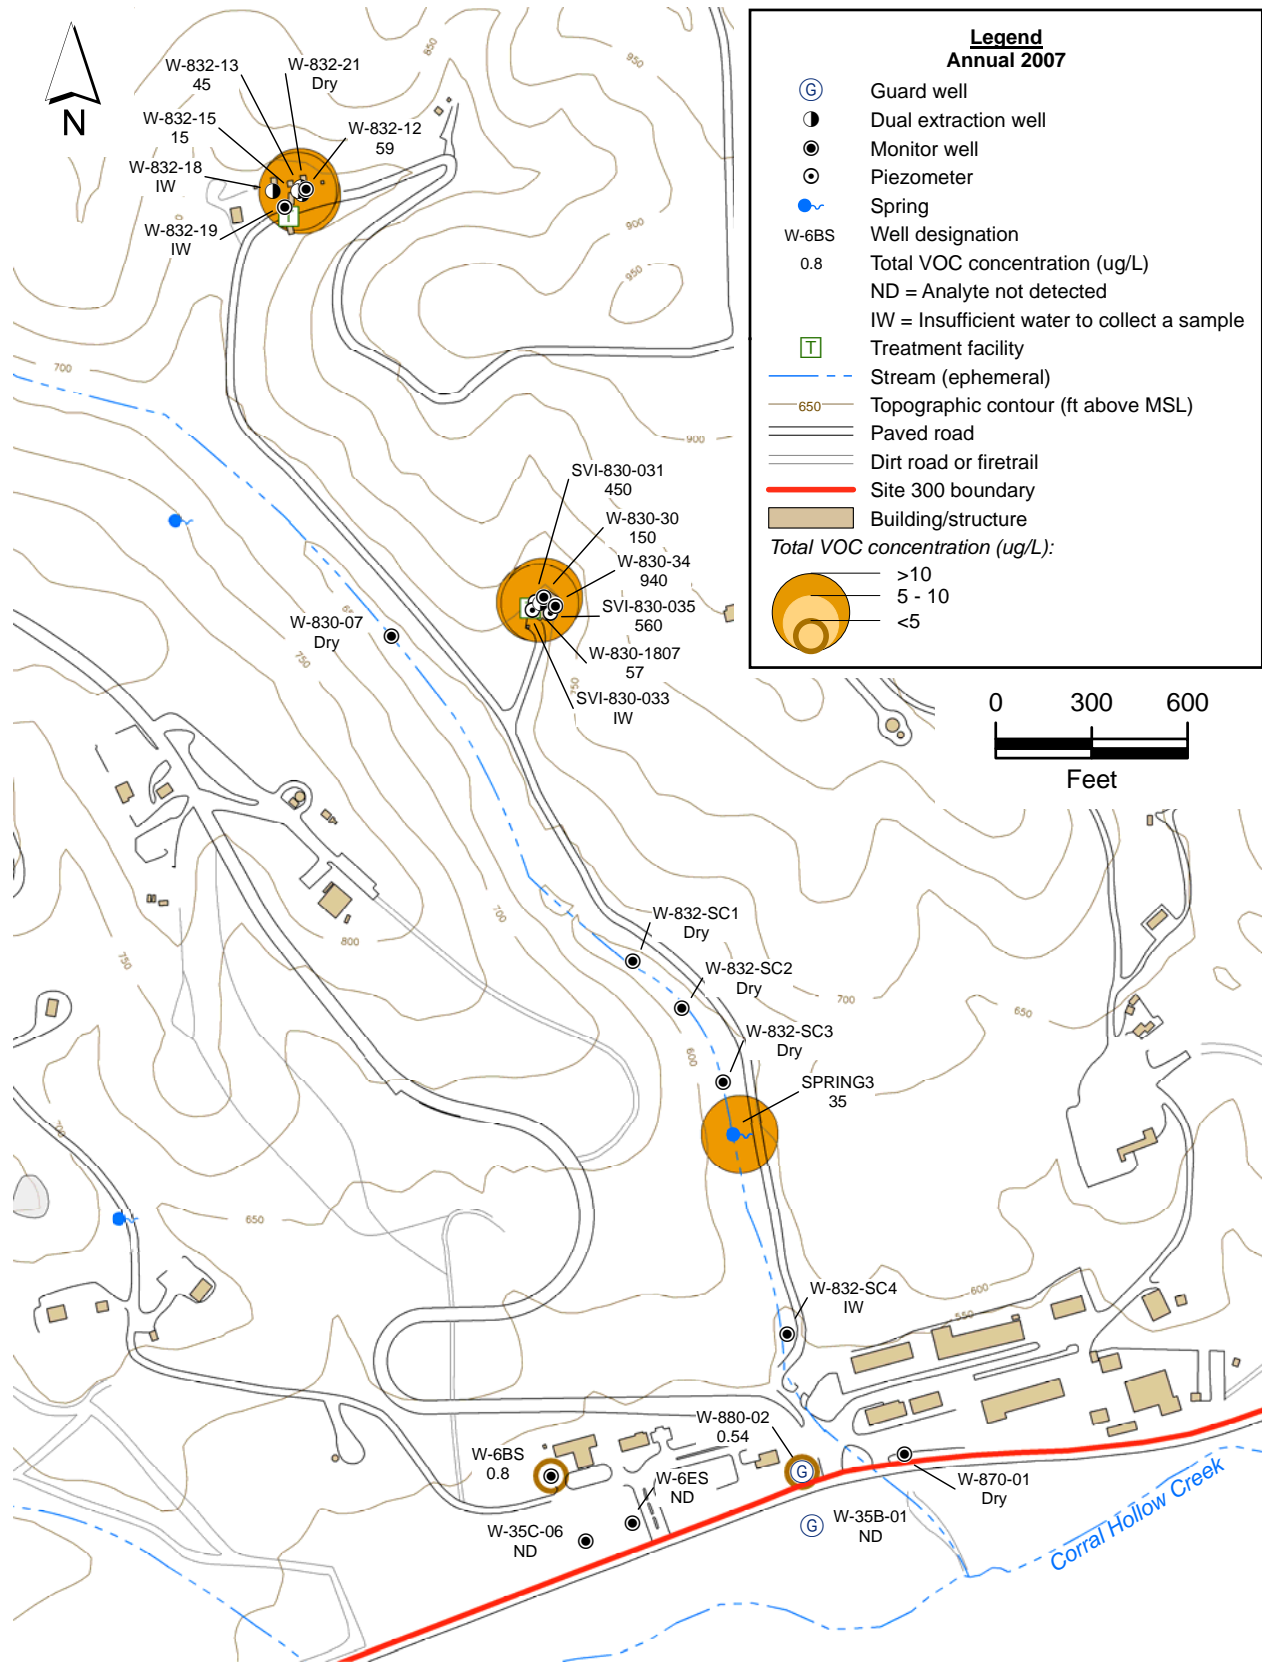 N
W-832-13
45
W-832-21
Dry
W-832-15
15
W-832-12
59
W-832-18
IW
W-832-19
IW
T
850
950
900
950
900
700
Legend
Annual 2007
G Guard well
Dual extraction well
Monitor well
Piezometer
Spring
W-6BS Well designation
0.8 Total VOC concentration (ug/L)
ND = Analyte not detected
IW = Insufficient water to collect a sample
T Treatment facility
Stream (ephemeral)
650 Topographic contour (ft above MSL)
Paved road
Dirt road or firetrail
Site 300 boundary
Building/structure
Total VOC concentration (ug/L):
>10
5 - 10
<5
0 300 600
Feet
SVI-830-031
450
W-830-30
150
W-830-34
940
SVI-830-035
560
W-830-1807
57
SVI-830-033
IW
W-830-07
Dry
750
700
800
750
W-832-SC1
Dry
W-832-SC2
Dry
W-832-SC3
Dry
700
650
600
SPRING3
35
700
650
W-832-SC4
IW
600
550
W-880-02
0.54
G
W-6BS
0.8
W-6ES
ND
W-870-01
Dry
W-35C-06
ND
G
W-35B-01
ND
Corral Hollow Creek